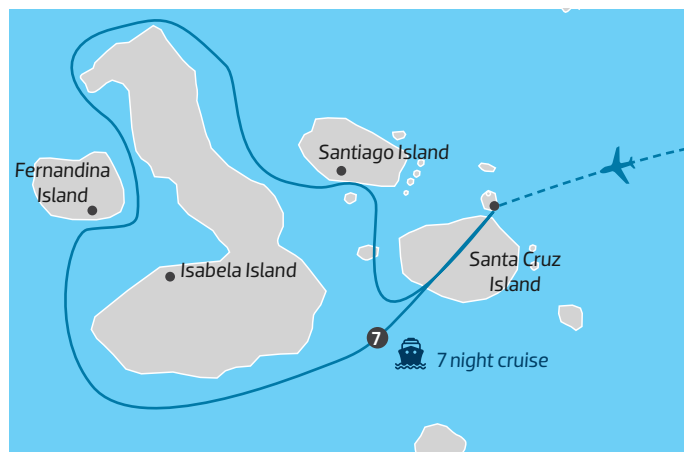 Santiago Island
Fernandina
Island
Santa Cruz
Island
Isabela Island
7
7 night cruise